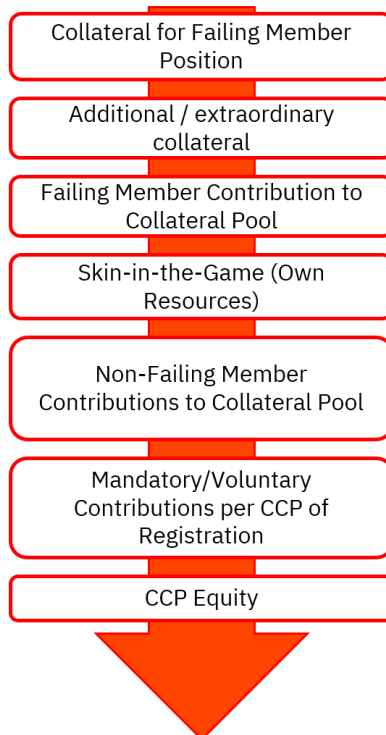 Collateral for Failing Member
Position
Additional / extraordinary
collateral
Failing Member Contribution to
Collateral Pool
Skin-in-the-Game (Own
Resources)
Non-Failing Member
Contributions to Collateral Pool
Mandatory/Voluntary
Contributions per CCP of
Registration
CCP Equity